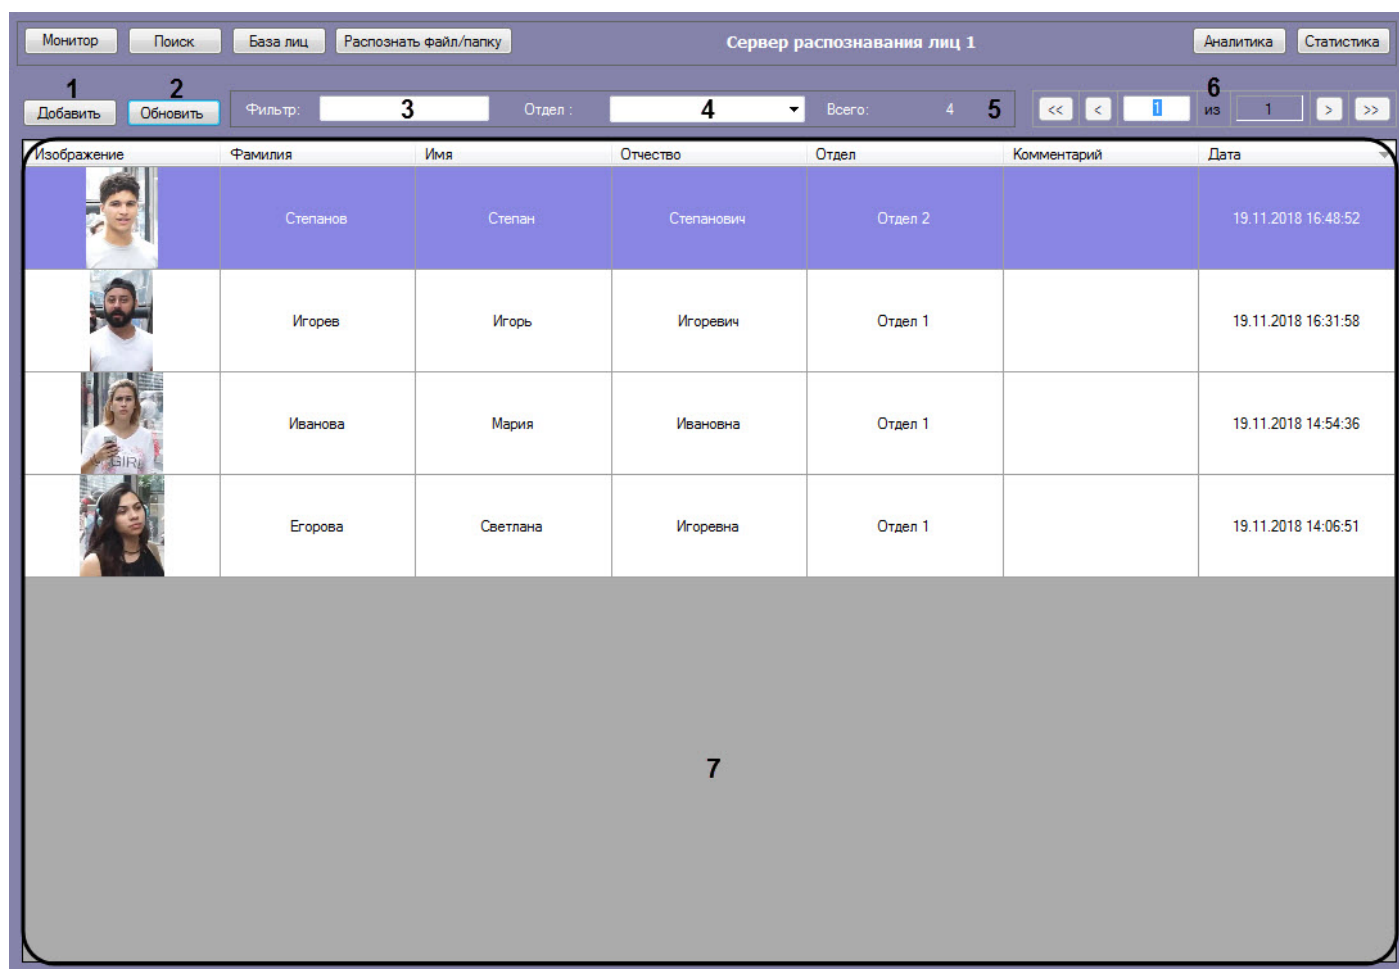 Монитор Поиск База лиц Распознать файл/папку Сервер распознавания лиц 1 Аналитика Статистика
1 2 6
Добавить Обновить Фильтр: 3 Отдел : 4 Всего: 4 5 << < 1 из 1 > >>
Изображение Фамилия Имя Отчество Отдел Комментарий Дата
Степанов Степан Степанович Отдел 2 19.11.2018 16:48:52
Игорев Игорь Игоревич Отдел 1 19.11.2018 16:31:58
Иванова Мария Ивановна Отдел 1 19.11.2018 14:54:36
GIRL
Егорова Светлана Игоревна Отдел 1 19.11.2018 14:06:51
7